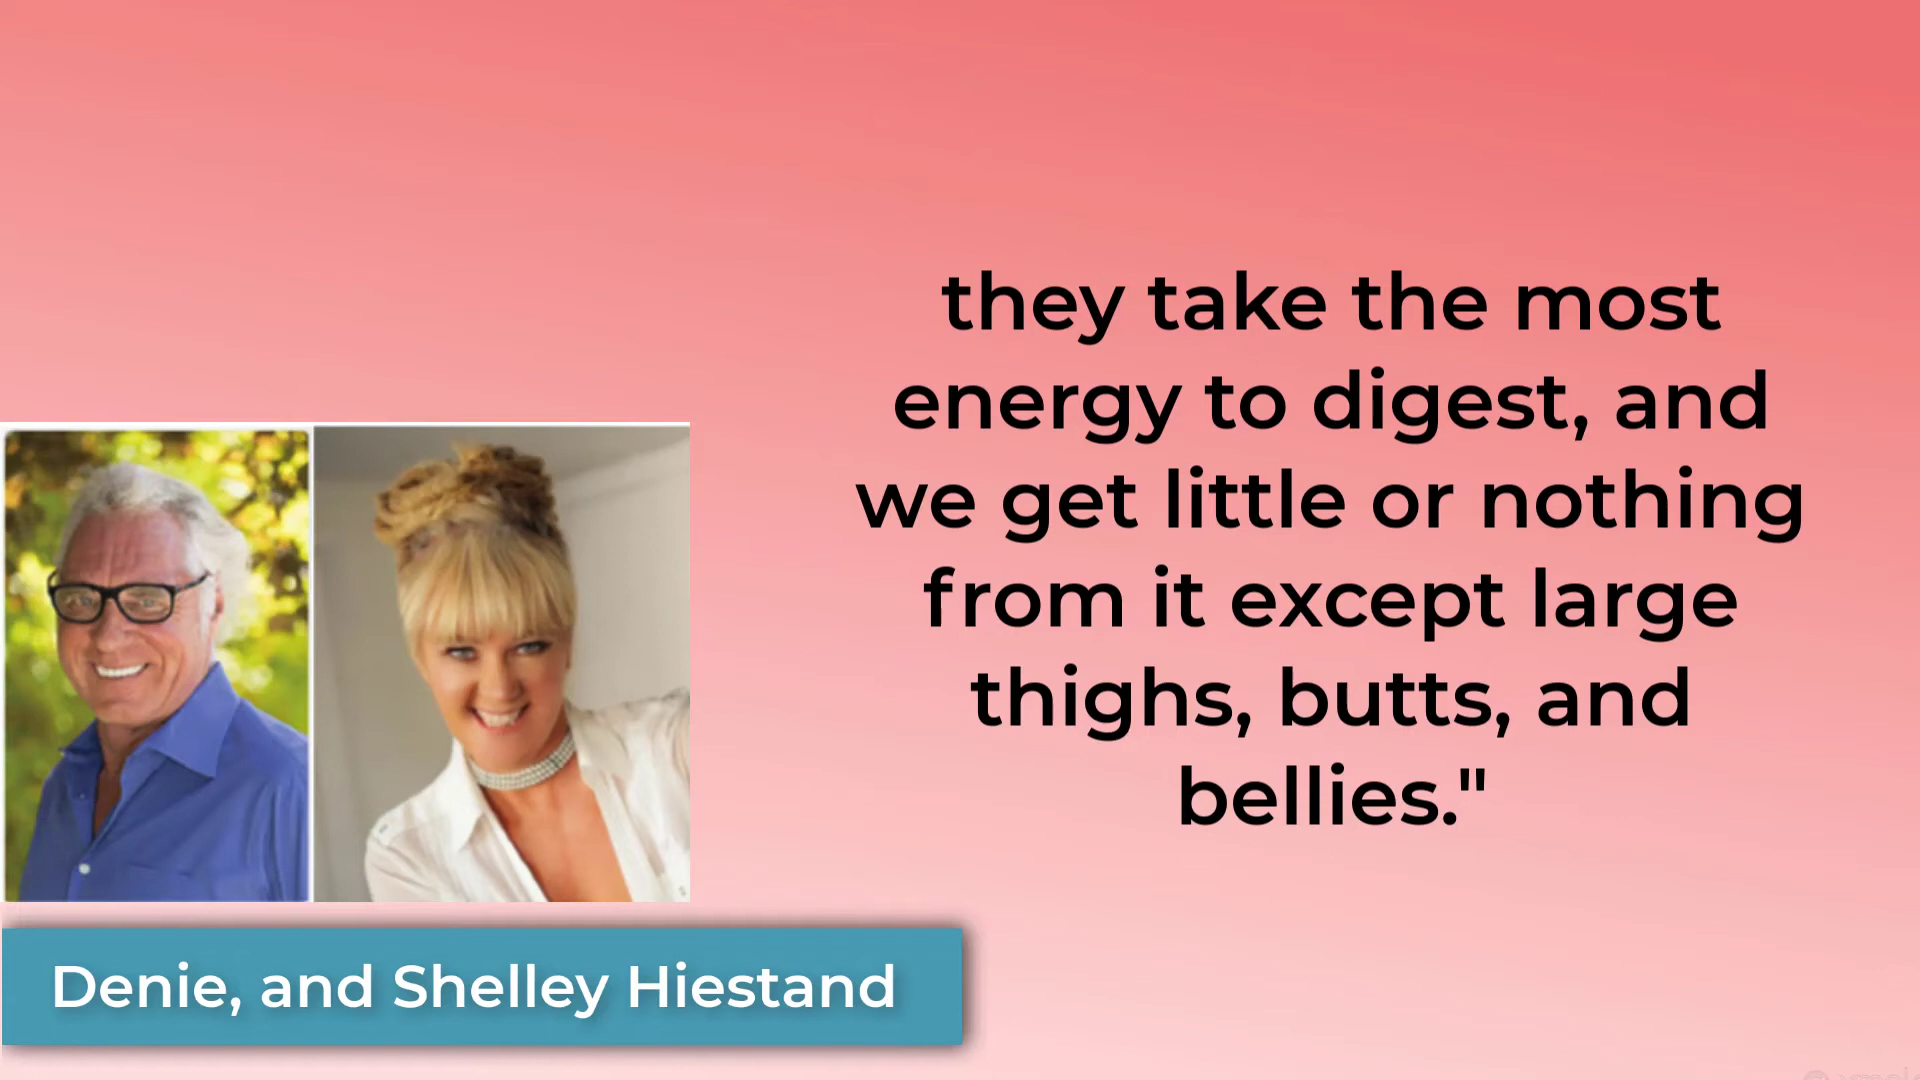 they take the most
energy to digest, and
we get little or nothing
from it except large
thighs, butts, and
bellies."
Denie, and Shelley Hiestand